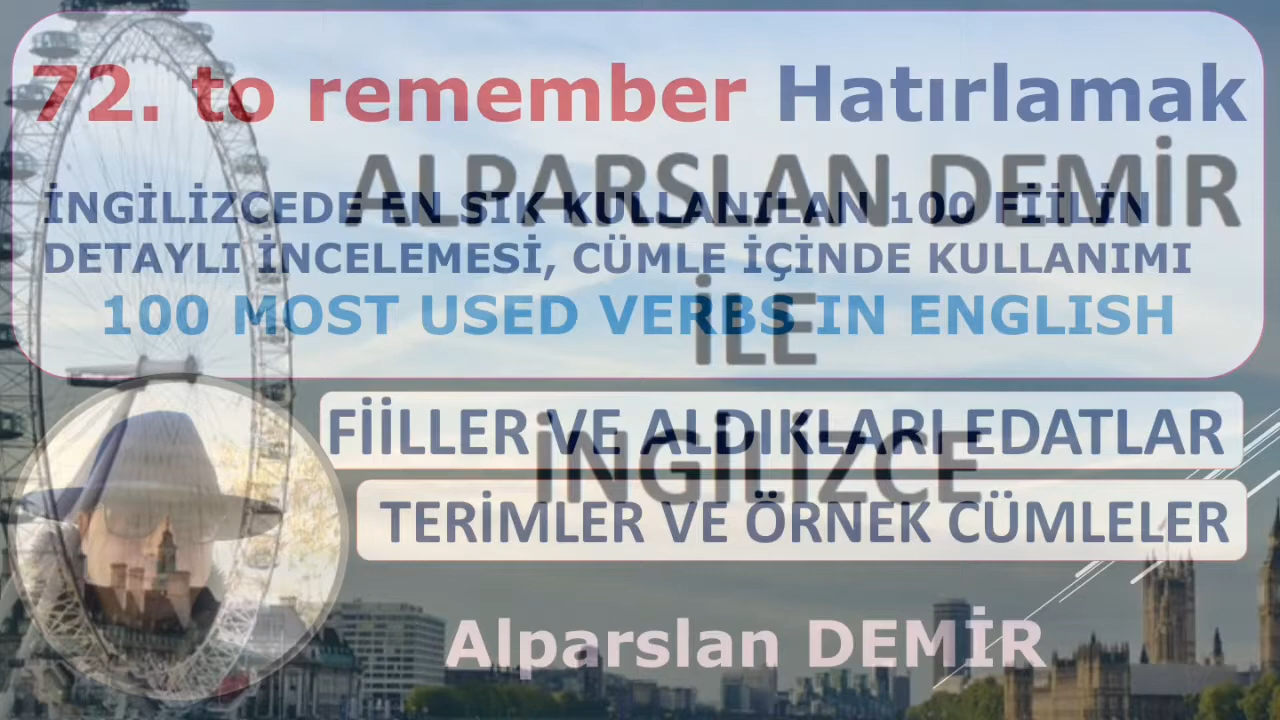 72. to remember Hatırlamak
ALPARSLAN DEMİR
İNGİLİZCEDE EN SIK KULLANILAN 100 FİİLİN
DETAYLI İNCELEMESİ, CÜMLE İÇİNDE KULLANIMI
100 MOST USED VERBS IN ENGLISH
İLE
FİİLLER VE ALDIKLARI EDATLAR
İNGİLİZCE
TERİMLER VE ÖRNEK CÜMLELER
Alparslan DEMİR